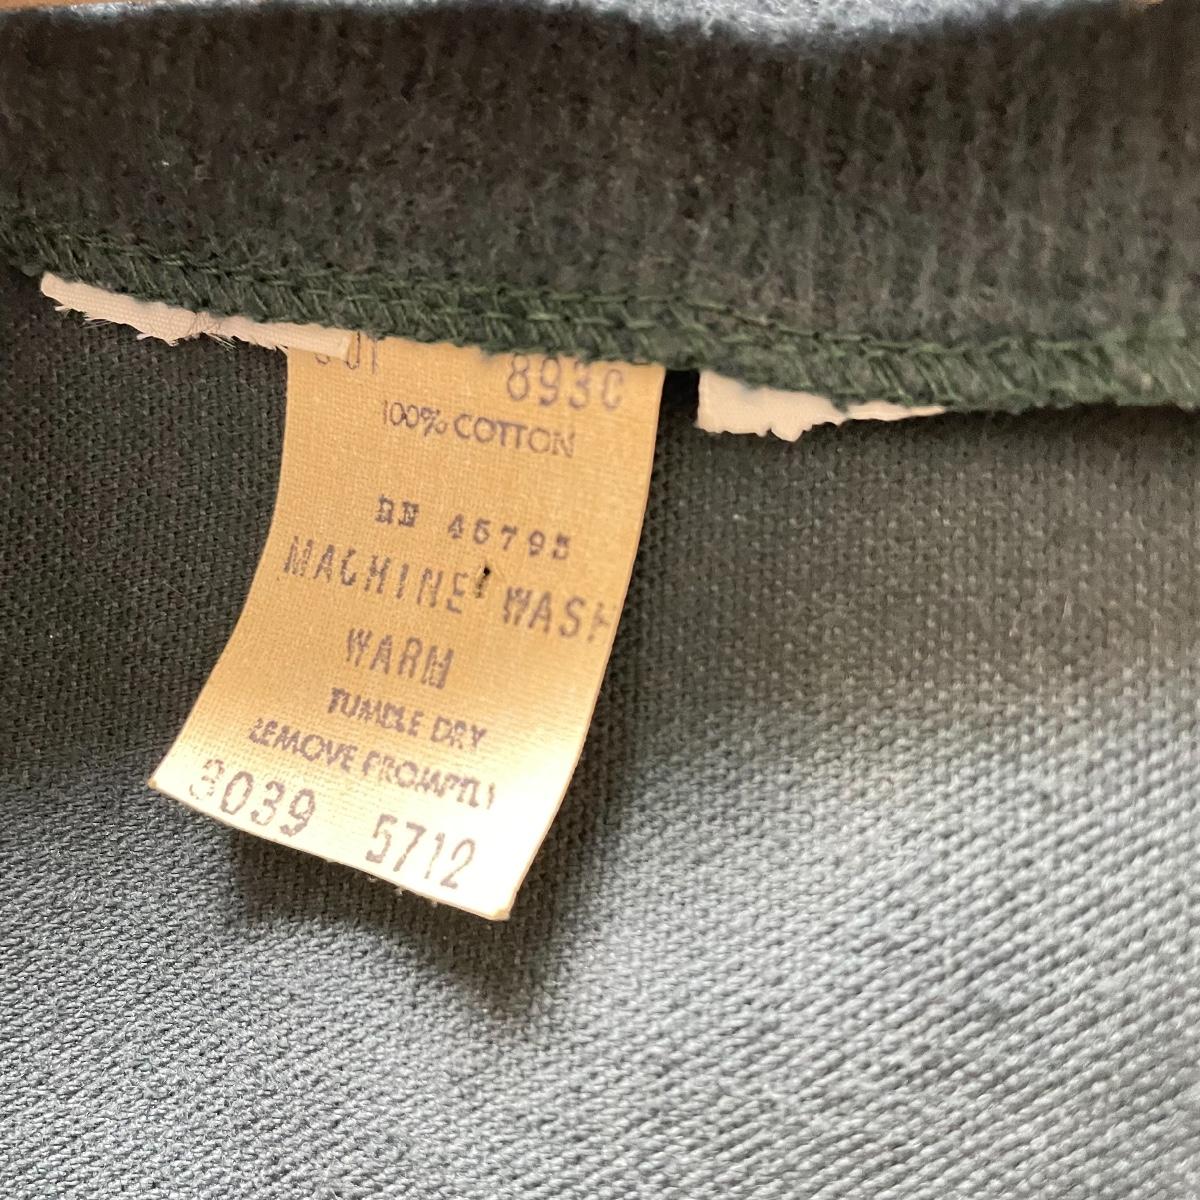 893C
100% COTTON
RN 45795
MACHINE WASH
WARM
TUMBLE DRY
REMOVE PROMPTLY
3039 5712